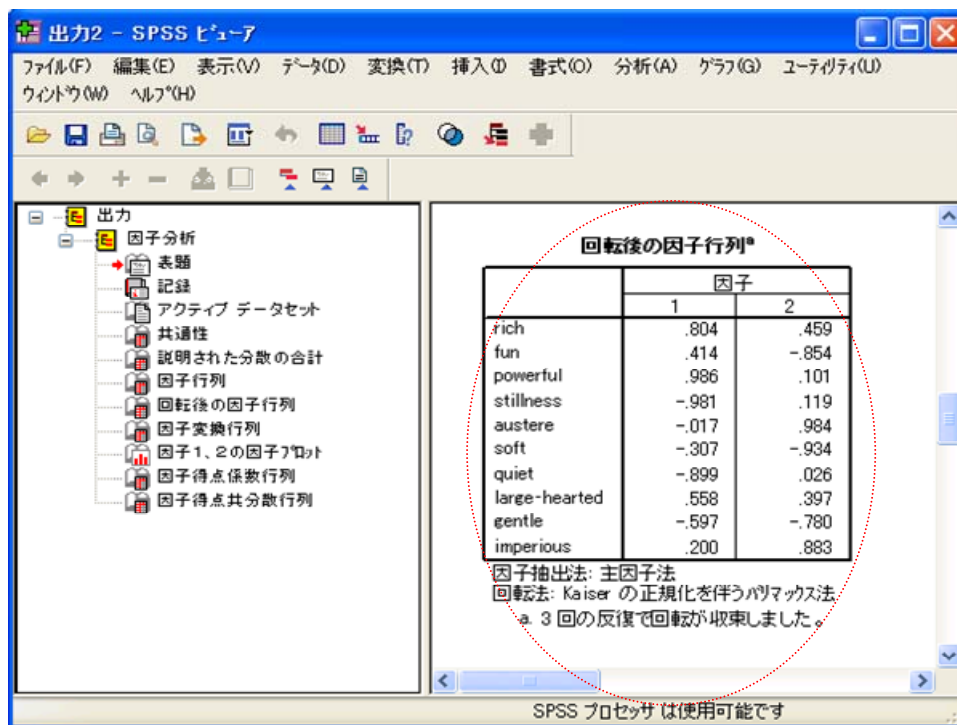 出力2 - SPSS ビューア
ファイル(F) 編集(E) 表示(V) データ(D) 変換(T) 挿入(I) 書式(O) 分析(A) グラフ(G) ユーティリティ(U)
ウィンドウ(W) ヘルプ(H)
出力
因子分析
表題
記録
アクティブ データセット
共通性
説明された分散の合計
因子行列
回転後の因子行列
因子変換行列
因子1、2の因子プロット
因子得点係数行列
因子得点共分散行列
回転後の因子行列a
因子
1 2
rich .804 .459
fun .414 -.854
powerful .986 .101
stillness -.981 .119
austere -.017 .984
soft -.307 -.934
quiet -.899 .026
large-hearted .558 .397
gentle -.597 -.780
imperious .200 .883
因子抽出法: 主因子法
回転法: Kaiser の正規化を伴うバリマックス法
a. 3 回の反復で回転が収束しました。
SPSS プロセッサ は使用可能です